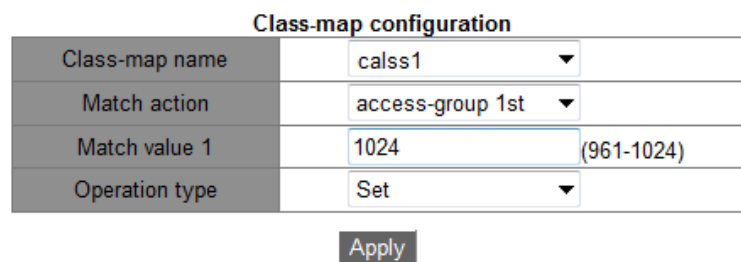 Class-map configuration
Class-map name calss1
Match action access-group 1st
Match value 1 1024 (961-1024)
Operation type Set
Apply